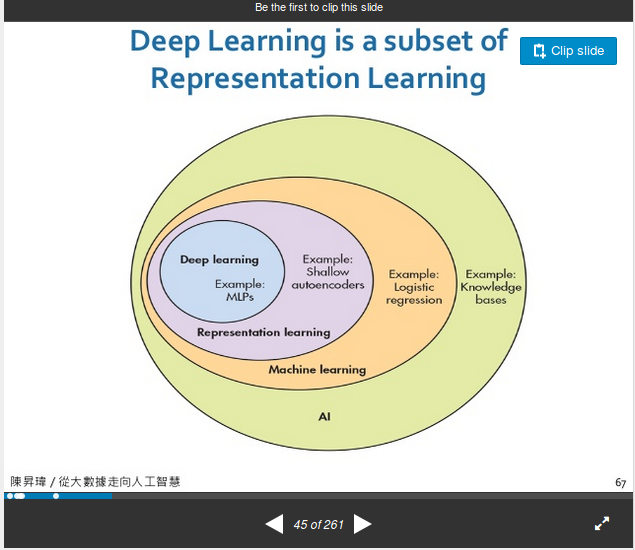 Be the first to clip this slide
Deep Learning is a subset of
Representation Learning
Clip slide
Deep learning
Example:
MLPs
Example:
Shallow
autoencoders
Example:
Logistic
regression
Example:
Knowledge
bases
Representation learning
Machine learning
AI
陳昇瑋 / 從大數據走向人工智慧
67
45 of 261